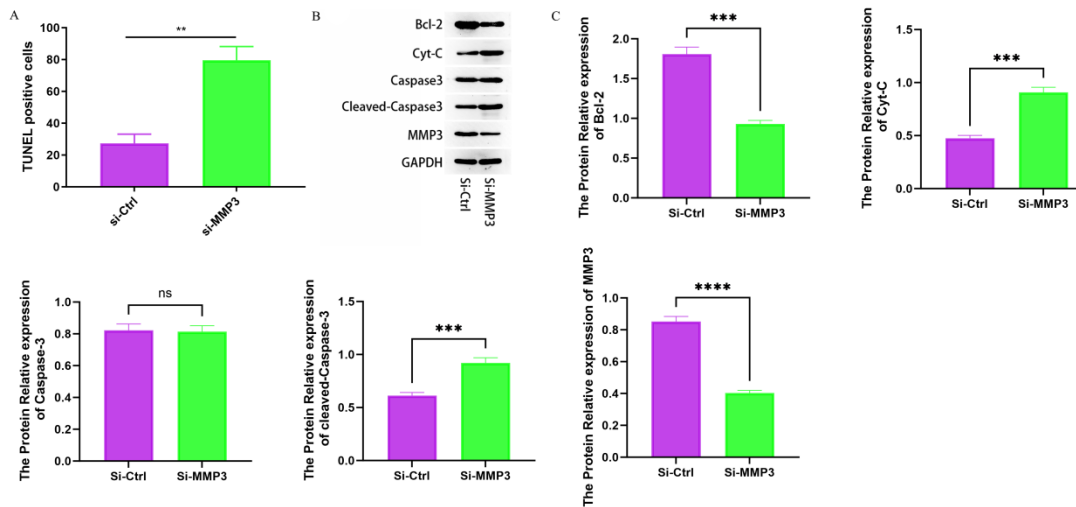 A
TUNEL positive cells
100
80
60
40
20
0
**
si-Ctrl
si-MMP3
B
Bcl-2
Cyt-C
Caspase3
Cleaved-Caspase3
MMP3
GAPDH
Si-Ctrl
Si-MMP3
C
The Protein Relative expression
of Bcl-2
2.0
1.5
1.0
0.5
0.0
***
Si-Ctrl
Si-MMP3
The Protein Relative expression
of Cyt-C
1.5
1.0
0.5
0.0
***
Si-Ctrl
Si-MMP3
The Protein Relative expression
of Caspase-3
1.0
0.8
0.6
0.4
0.2
0.0
ns
Si-Ctrl
Si-MMP3
The Protein Relative expression
of cleaved-Caspase-3
1.5
1.0
0.5
0.0
***
Si-Ctrl
Si-MMP3
The Protein Relative expression of MMP3
1.0
0.8
0.6
0.4
0.2
0.0
****
Si-Ctrl
Si-MMP3